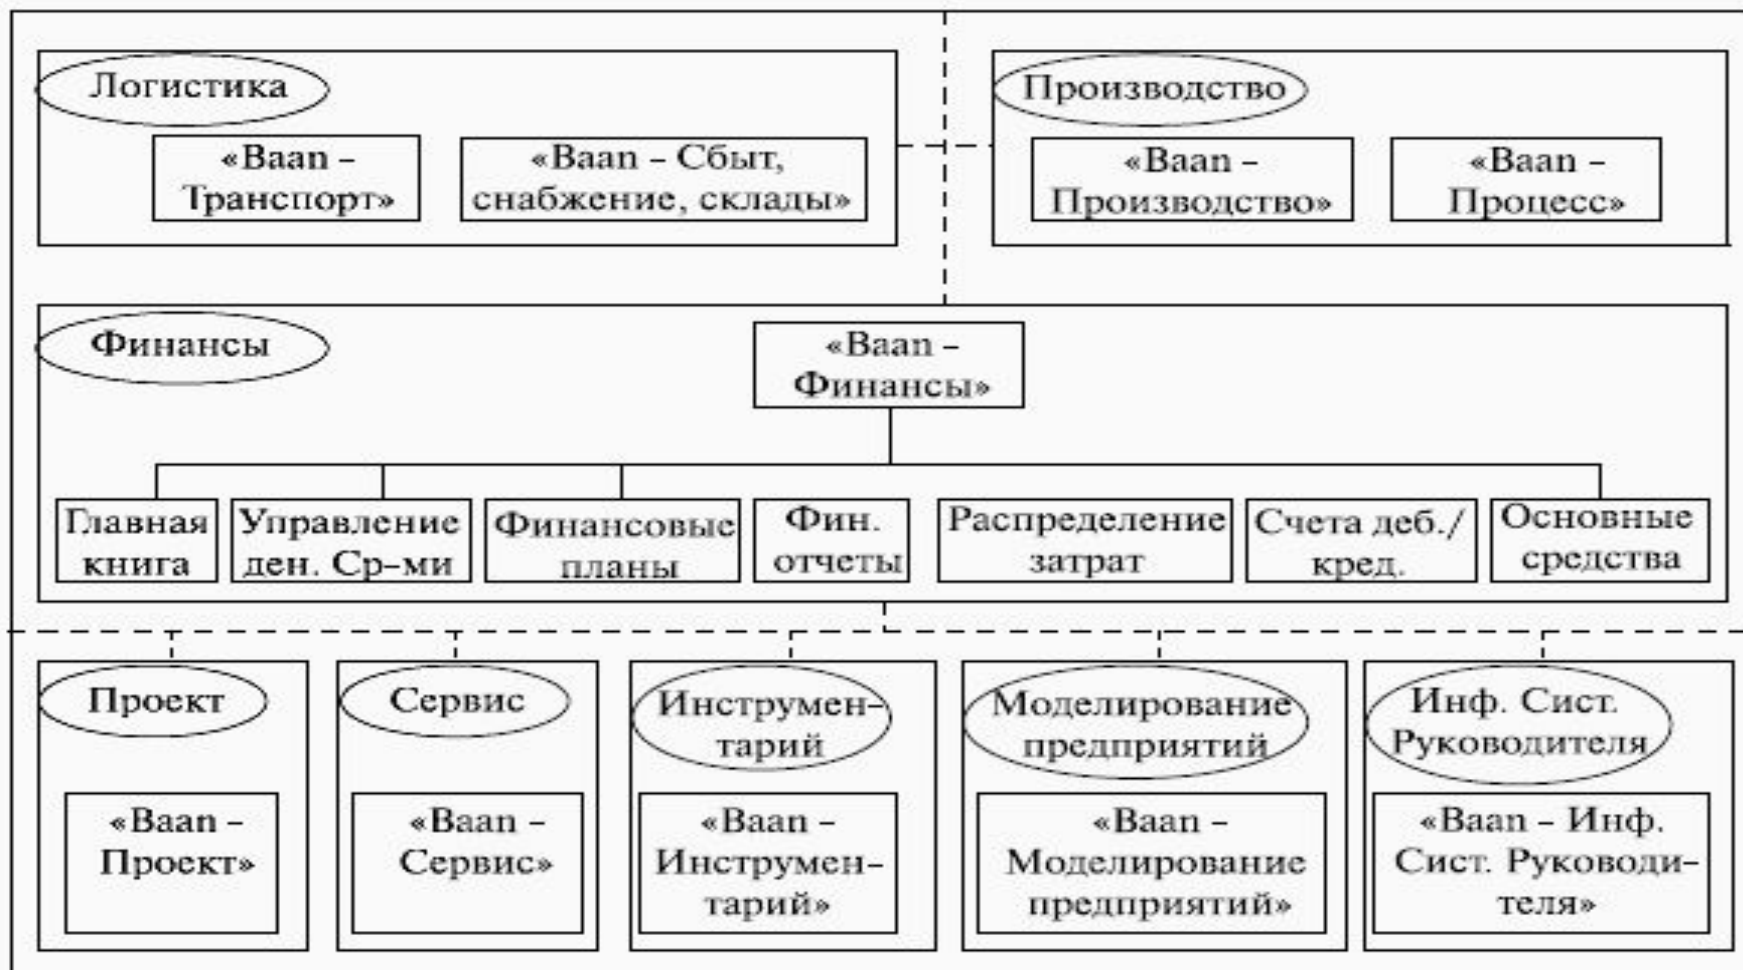 Логистика
«Baan –
Транспорт»
«Baan – Сбыт,
снабжение, склады»
Производство
«Baan –
Производство»
«Baan –
Процесс»
Финансы
«Baan –
Финансы»
Главная
книга
Управление
ден. Ср-ми
Финансовые
планы
Фин.
отчеты
Распределение
затрат
Счета деб./
кред.
Основные
средства
Проект
«Baan –
Проект»
Сервис
«Baan –
Сервис»
Инструмен-
тарий
«Baan –
Инструмен-
тарий»
Моделирование
предприятий
«Baan –
Моделирование
предприятий»
Инф. Сист.
Руководителя
«Baan – Инф.
Сист. Руководи-
теля»